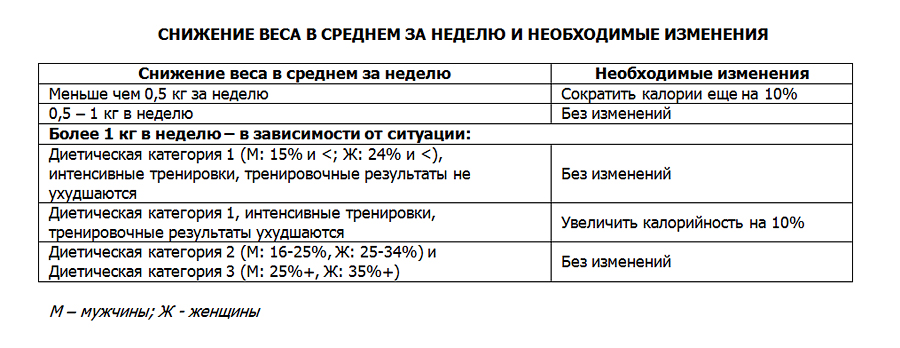 СНИЖЕНИЕ ВЕСА В СРЕДНЕМ ЗА НЕДЕЛЮ И НЕОБХОДИМЫЕ ИЗМЕНЕНИЯ
Снижение веса в среднем за неделю
Необходимые изменения
Меньше чем 0,5 кг за неделю
Сократить калории еще на 10%
0,5 – 1 кг в неделю
Без изменений
Более 1 кг в неделю – в зависимости от ситуации:
Диетическая категория 1 (М: 15% и <; Ж: 24% и <),
интенсивные тренировки, тренировочные результаты не
ухудшаются
Без изменений
Диетическая категория 1, интенсивные тренировки,
тренировочные результаты ухудшаются
Увеличить калорийность на 10%
Диетическая категория 2 (М: 16-25%, Ж: 25-34%) и
Диетическая категория 3 (М: 25%+, Ж: 35%+)
Без изменений
М – мужчины; Ж - женщины